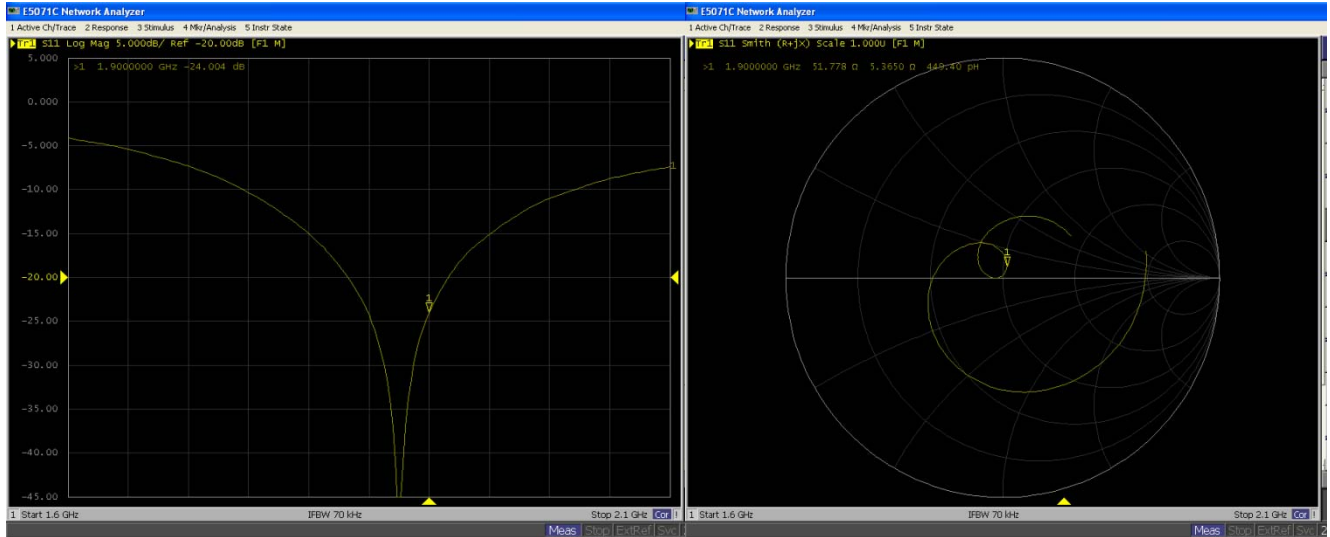 E5071C Network Analyzer
1 Active Ch/Trace 2 Response 3 Stimulus 4 Mkr/Analysis 5 Instr State
Tr1 S11 Log Mag 5.000dB/ Ref -20.00dB [F1 M]
5.000
>1 1.9000000 GHz -24.004 dB
0.000
-5.000
1
-10.00
-15.00
-20.00
1
-25.00
-30.00
-35.00
-40.00
-45.00
1 Start 1.6 GHz IFBW 70 kHz Stop 2.1 GHz Cor !
Meas Stop ExtRef Svc
E5071C Network Analyzer
1 Active Ch/Trace 2 Response 3 Stimulus 4 Mkr/Analysis 5 Instr State
Tr1 S11 Smith (R+jX) Scale 1.000U [F1 M]
>1 1.9000000 GHz 51.778 Ω 5.3650 Ω 449.40 pH
1
1 Start 1.6 GHz IFBW 70 kHz Stop 2.1 GHz Cor !
Meas Stop ExtRef Svc 2